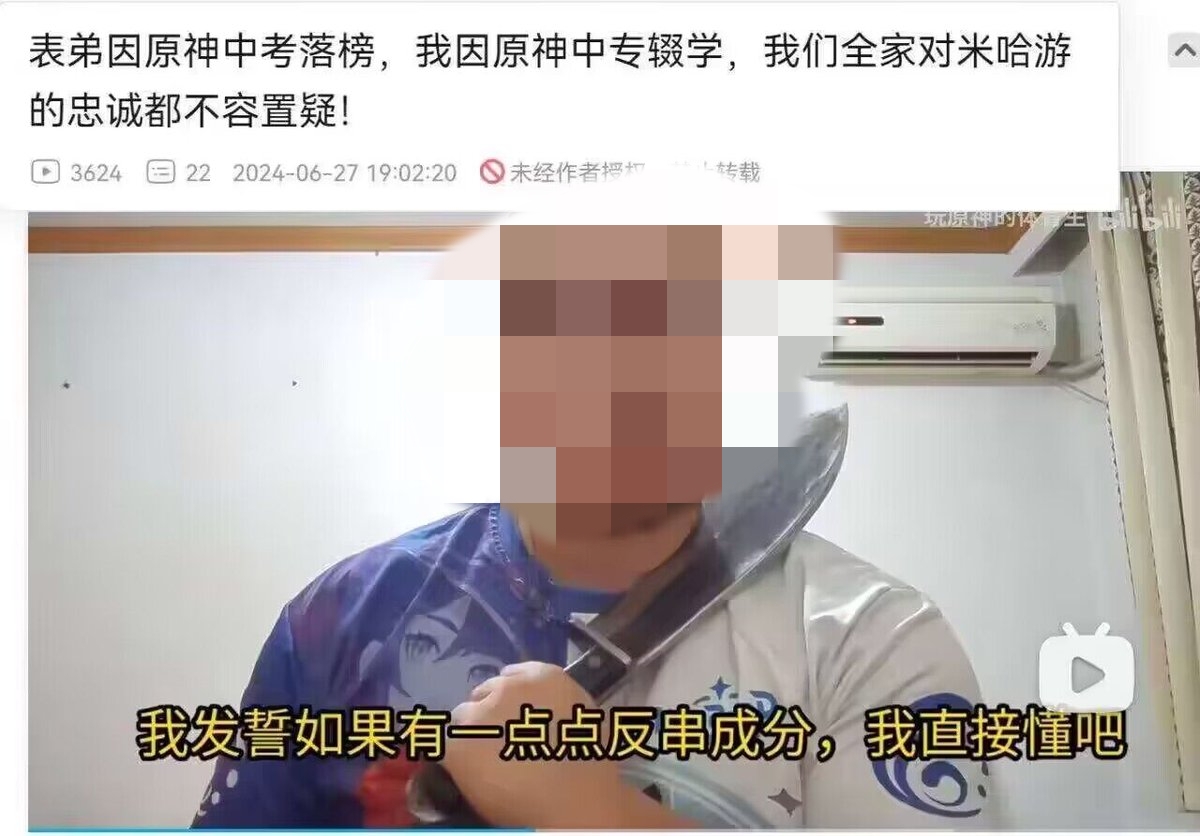 表弟因原神中考落榜，我因原神中专辍学，我们全家对米哈游
的忠诚都不容置疑！
3624 22 2024-06-27 19:02:20 未经作者授权 转载
玩原神的体育生 bilibili
我发誓如果有一点点反串成分，我直接懂吧